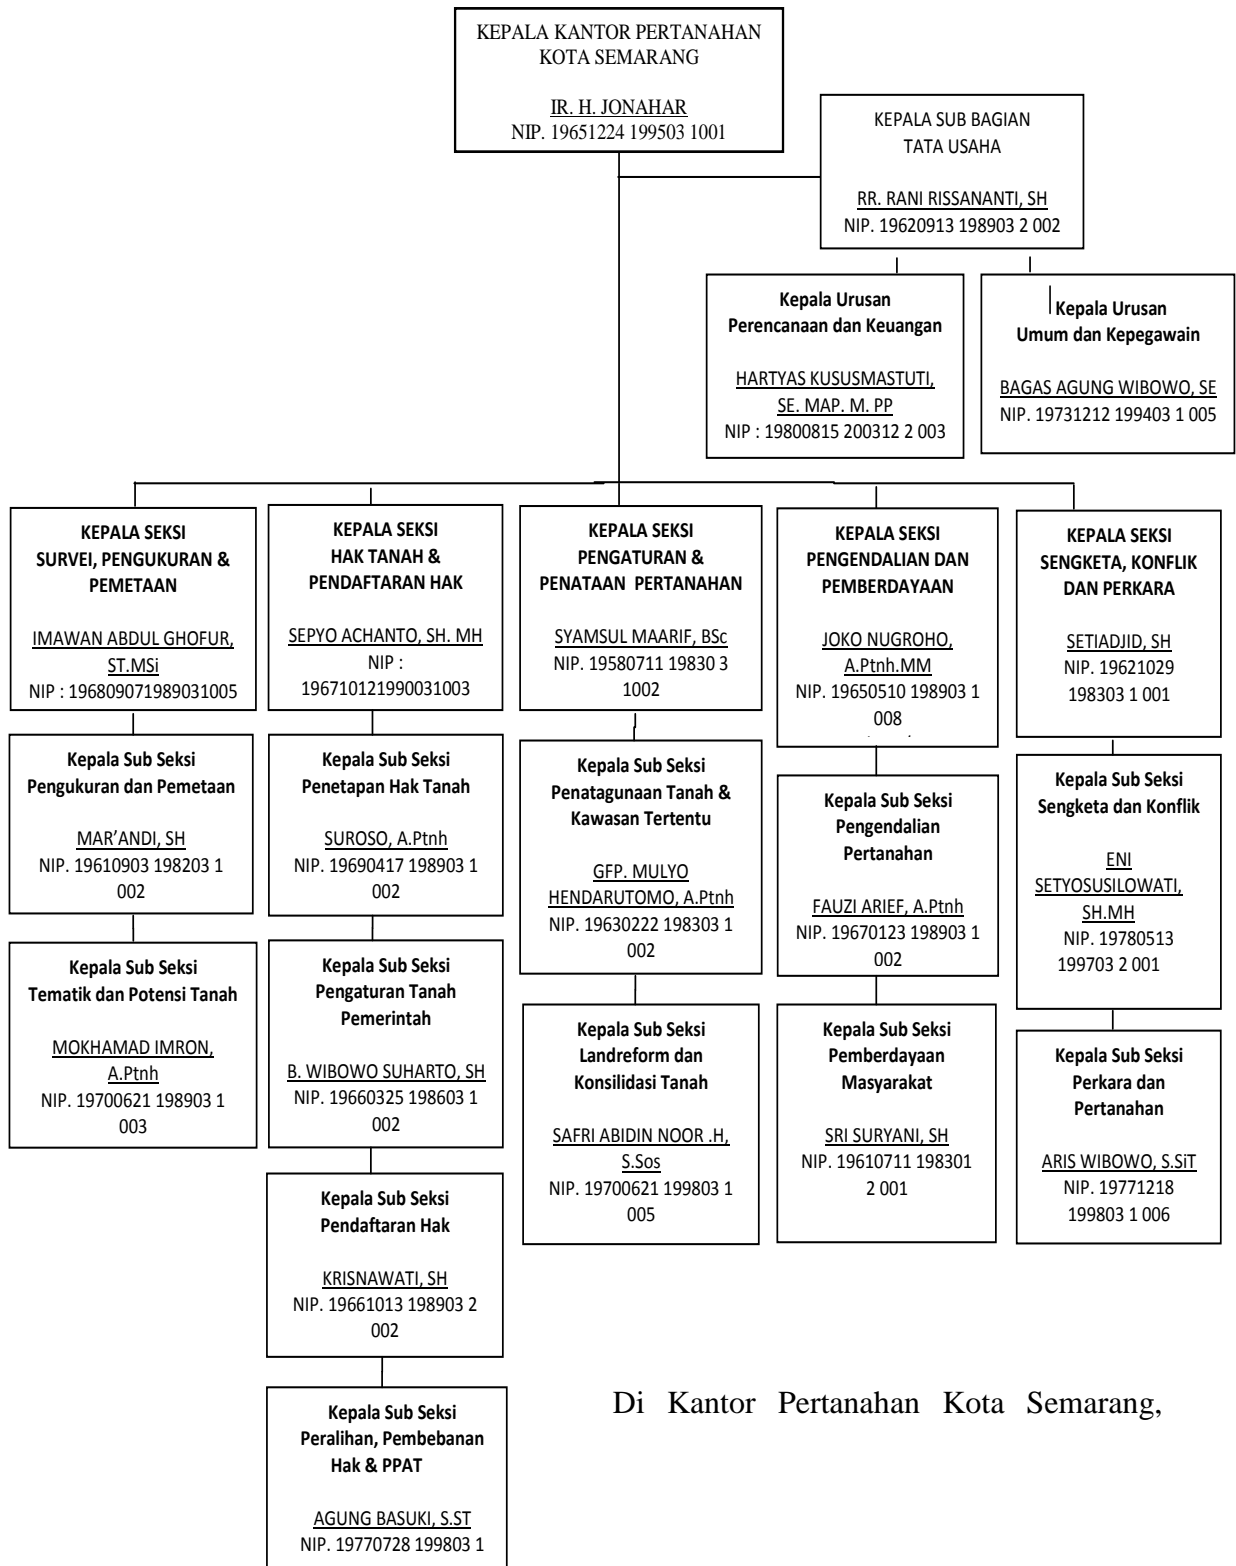 KEPALA KANTOR PERTANAHAN
KOTA SEMARANG
IR. H. JONAHAR
NIP. 19651224 199503 1001
KEPALA SUB BAGIAN
TATA USAHA
RR. RANI RISSANANTI, SH
NIP. 19620913 198903 2 002
Kepala Urusan
Perencanaan dan Keuangan
HARTYAS KUSUSMASTUTI,
SE. MAP. M. PP
NIP : 19800815 200312 2 003
Kepala Urusan
Umum dan Kepegawain
BAGAS AGUNG WIBOWO, SE
NIP. 19731212 199403 1 005
KEPALA SEKSI
SURVEI, PENGUKURAN &
PEMETAAN
IMAWAN ABDUL GHOFUR,
ST.MSi
NIP : 196809071989031005
KEPALA SEKSI
HAK TANAH &
PENDAFTARAN HAK
SEPYO ACHANTO, SH. MH
NIP :
196710121990031003
KEPALA SEKSI
PENGATURAN &
PENATAAN PERTANAHAN
SYAMSUL MAARIF, BSc
NIP. 19580711 19830 3
1002
KEPALA SEKSI
PENGENDALIAN DAN
PEMBERDAYAAN
JOKO NUGROHO,
A.Ptnh.MM
NIP. 19650510 198903 1
008
KEPALA SEKSI
SENGKETA, KONFLIK
DAN PERKARA
SETIADJID, SH
NIP. 19621029
198303 1 001
Kepala Sub Seksi
Pengukuran dan Pemetaan
MAR’ANDI, SH
NIP. 19610903 198203 1
002
Kepala Sub Seksi
Penetapan Hak Tanah
SUROSO, A.Ptnh
NIP. 19690417 198903 1
002
Kepala Sub Seksi
Penatagunaan Tanah &
Kawasan Tertentu
GFP. MULYO
HENDARUTOMO, A.Ptnh
NIP. 19630222 198303 1
002
Kepala Sub Seksi
Pengendalian
Pertanahan
FAUZI ARIEF, A.Ptnh
NIP. 19670123 198903 1
002
Kepala Sub Seksi
Sengketa dan Konflik
ENI
SETYOSUSILOWATI,
SH.MH
NIP. 19780513
199703 2 001
Kepala Sub Seksi
Tematik dan Potensi Tanah
MOKHAMAD IMRON,
A.Ptnh
NIP. 19700621 198903 1
003
Kepala Sub Seksi
Pengaturan Tanah
Pemerintah
B. WIBOWO SUHARTO, SH
NIP. 19660325 198603 1
002
Kepala Sub Seksi
Landreform dan
Konsilidasi Tanah
SAFRI ABIDIN NOOR .H,
S.Sos
NIP. 19700621 199803 1
005
Kepala Sub Seksi
Pemberdayaan
Masyarakat
SRI SURYANI, SH
NIP. 19610711 198301
2 001
Kepala Sub Seksi
Perkara dan
Pertanahan
ARIS WIBOWO, S.SiT
NIP. 19771218
199803 1 006
Kepala Sub Seksi
Pendaftaran Hak
KRISNAWATI, SH
NIP. 19661013 198903 2
002
Kepala Sub Seksi
Peralihan, Pembebanan
Hak & PPAT
AGUNG BASUKI, S.ST
NIP. 19770728 199803 1
Di Kantor Pertanahan Kota Semarang,